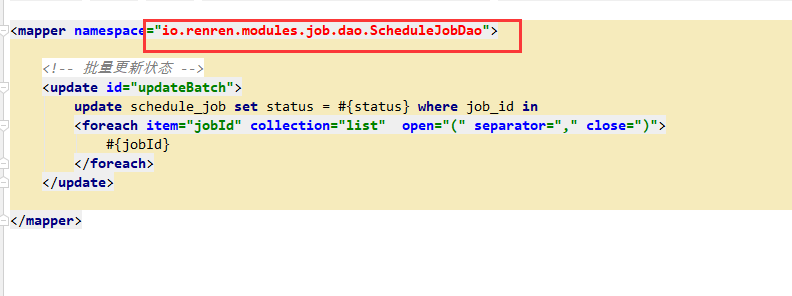 <mapper namespace="io.renren.modules.job.dao.ScheduleJobDao">
<!-- 批量更新状态 -->
<update id="updateBatch">
update schedule_job set status = #{status} where job_id in
<foreach item="jobId" collection="list"  open="(" separator="," close=")">
#{jobId}
</foreach>
</update>
</mapper>